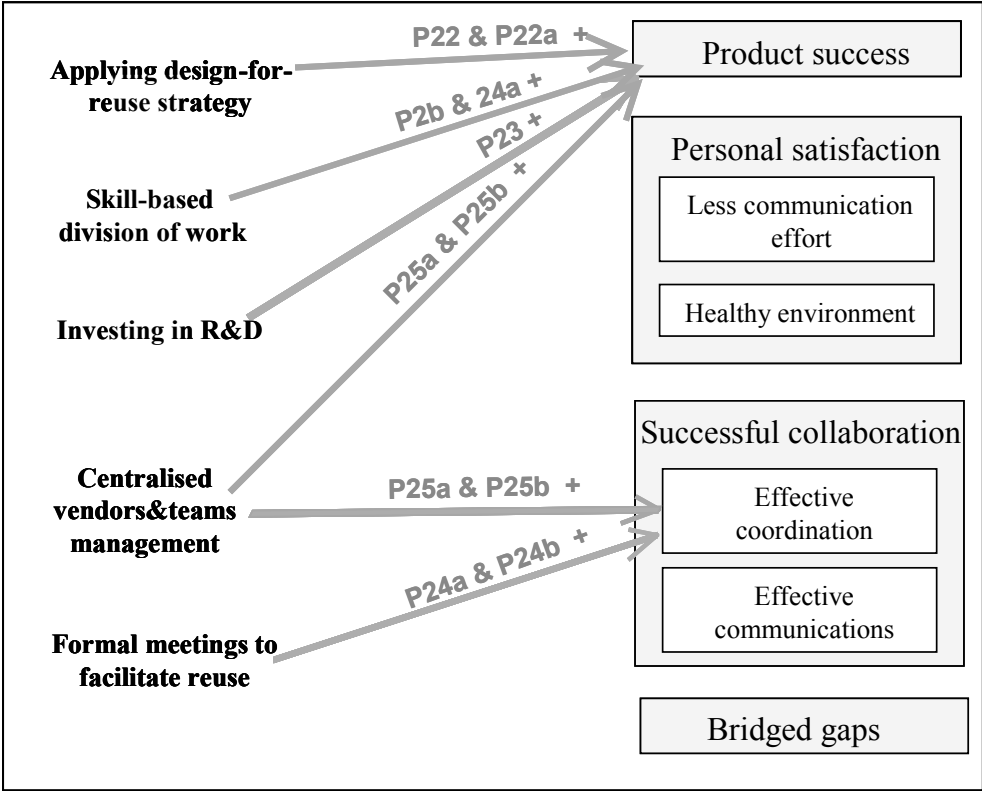 P22 & P22a +
Product success
Applying design-for-
reuse strategy
P2b & 24a +
P23 +
Personal satisfaction
Less communication
effort
Skill-based
division of work
P25a & P25b +
Healthy environment
Investing in R&D
Successful collaboration
Centralised
vendors&teams
management
P25a & P25b +
Effective
coordination
P24a & P24b +
Effective
communications
Formal meetings to
facilitate reuse
Bridged gaps